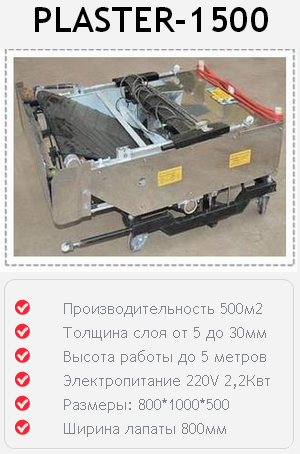 PLASTER-1500
Производительность 500м2
Толщина слоя от 5 до 30мм
Высота работы до 5 метров
Электропитание 220V 2,2Квт
Размеры: 800*1000*500
Ширина лапаты 800мм